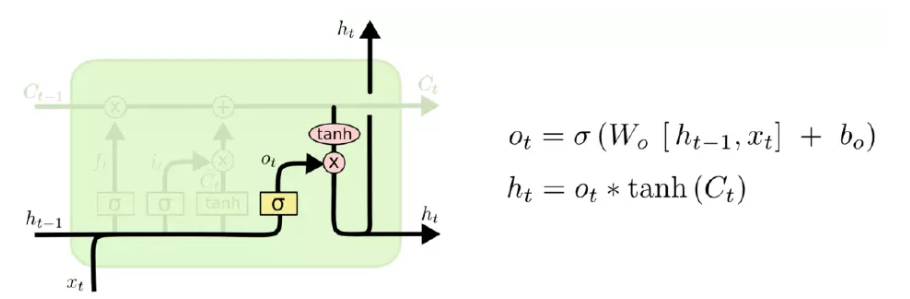 h_t
C_{t-1}
C_t
x
+
tanh
f_t
i_t
o_t
x
x
C̃_t
σ
σ
tanh
σ
h_{t-1}
h_t
x_t
o_t = σ (W_o [h_{t-1}, x_t] + b_o)
h_t = o_t * tanh (C_t)